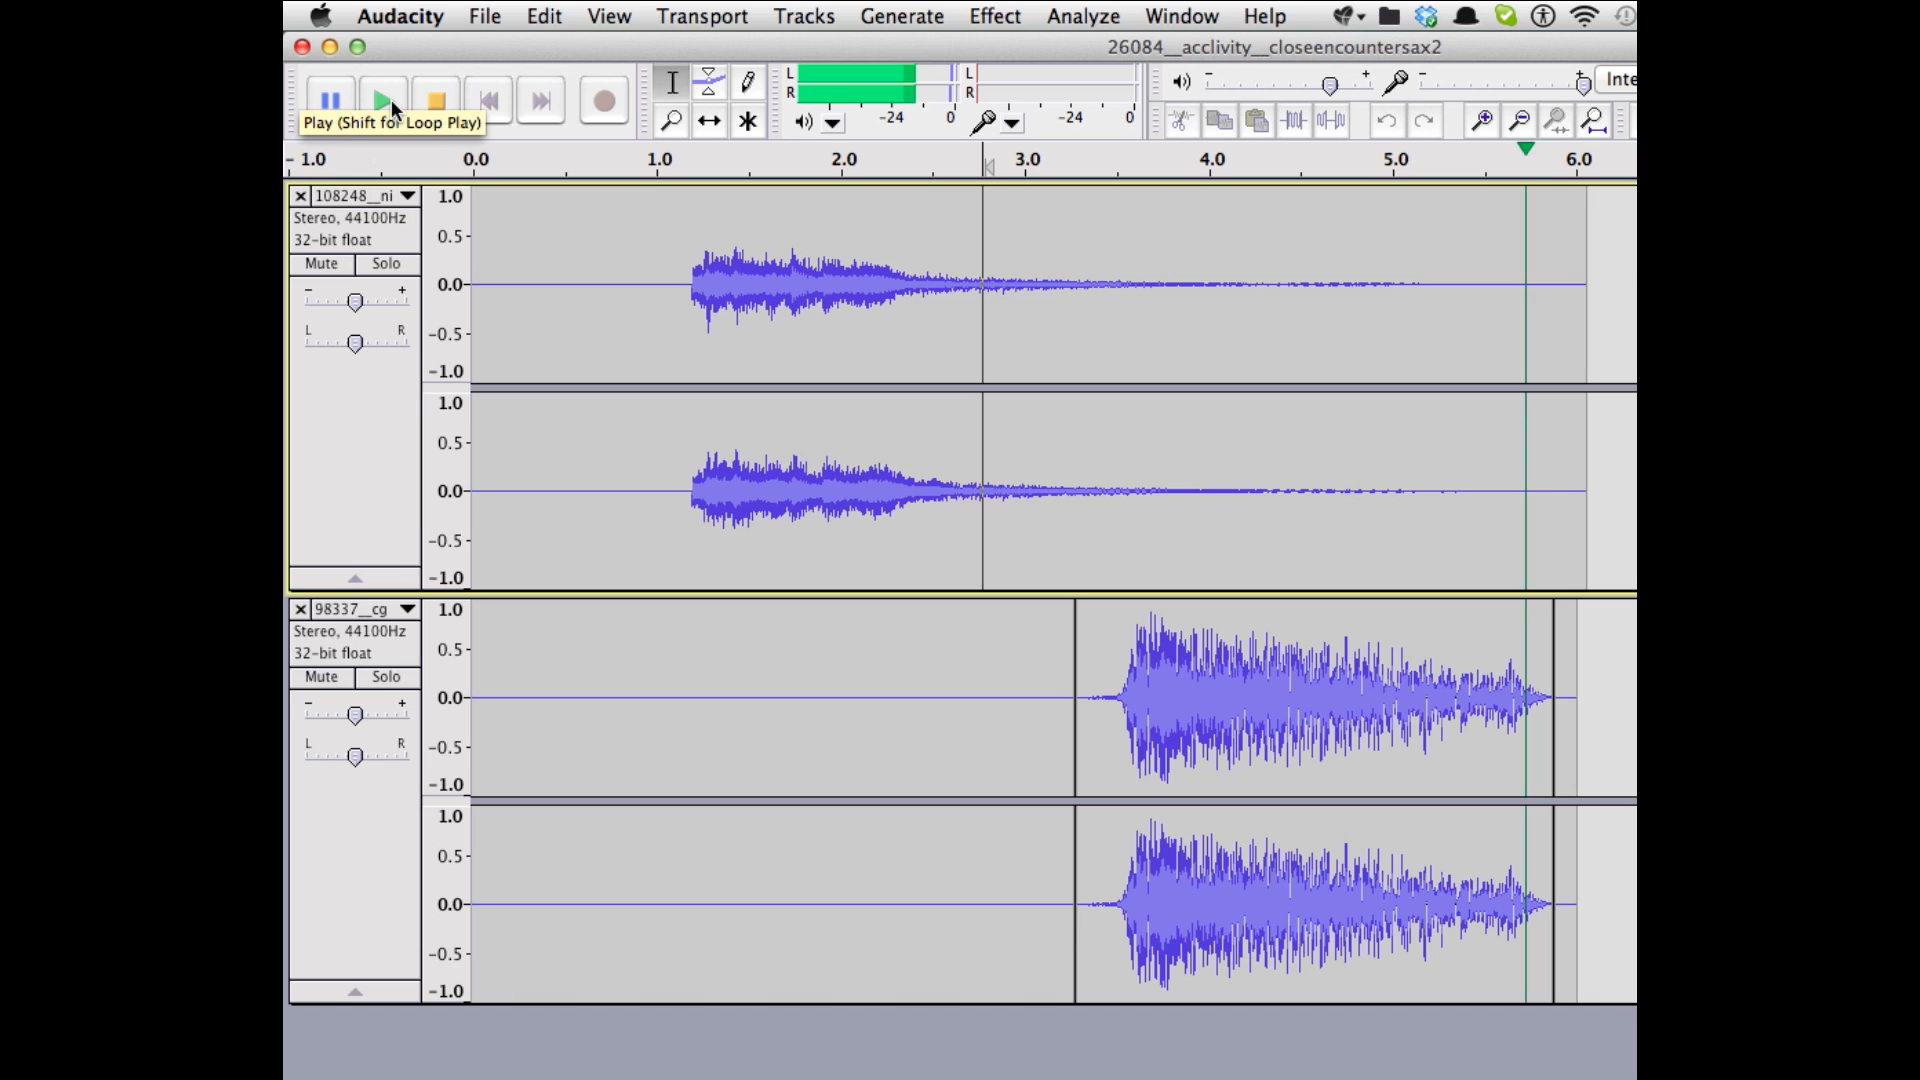 Audacity File Edit View Transport Tracks Generate Effect Analyze Window Help
26084__acclivity__closeencountersax2
L L
R R
-24 0 -24 0
- + - +
Inte
Play (Shift for Loop Play)
- 1.0 0.0 1.0 2.0 3.0 4.0 5.0 6.0
108248__ni
Stereo, 44100Hz
32-bit float
Mute Solo
- +
L R
1.0
0.5
0.0
-0.5
-1.0
1.0
0.5
0.0
-0.5
-1.0
98337__cg
Stereo, 44100Hz
32-bit float
Mute Solo
- +
L R
1.0
0.5
0.0
-0.5
-1.0
1.0
0.5
0.0
-0.5
-1.0